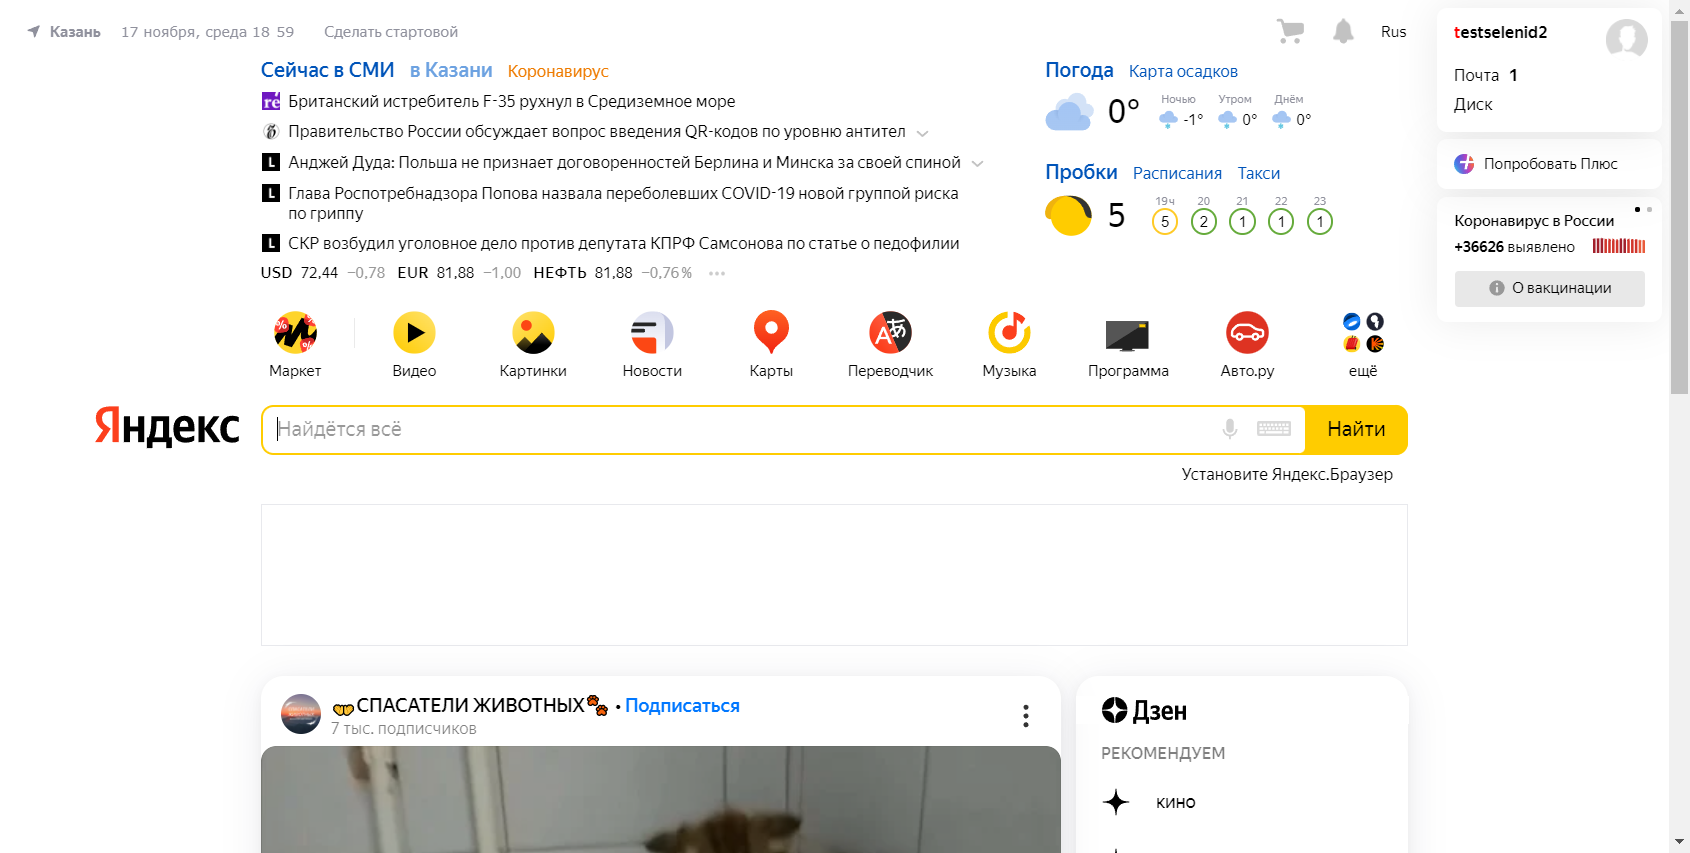 Казань 17 ноября, среда 18 59 Сделать стартовой Rus
Сейчас в СМИ в Казани Коронавирус
Британский истребитель F-35 рухнул в Средиземное море
Правительство России обсуждает вопрос введения QR-кодов по уровню антител
Анджей Дуда: Польша не признает договоренностей Берлина и Минска за своей спиной
Глава Роспотребнадзора Попова назвала переболевших COVID-19 новой группой риска
по гриппу
СКР возбудил уголовное дело против депутата КПРФ Самсонова по статье о педофилии
USD 72,44 −0,78 EUR 81,88 −1,00 НЕФТЬ 81,88 −0,76% •••
Погода Карта осадков
0° Ночью -1° Утром 0° Днём 0°
Пробки Расписания Такси
5
19ч 20 21 22 23
5 2 1 1 1
testselenid2
Почта 1
Диск
Попробовать Плюс
Коронавирус в России
+36626 выявлено
О вакцинации
Маркет Видео Картинки Новости Карты Переводчик Музыка Программа Авто.ру ещё
Яндекс Найдётся всё Найти
Установите Яндекс.Браузер
СПАСАТЕЛИ ЖИВОТНЫХ • Подписаться
7 тыс. подписчиков
Дзен
РЕКОМЕНДУЕМ
кино